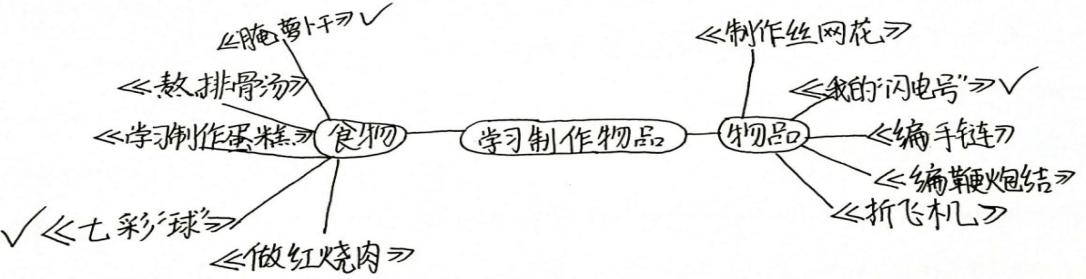 《腌萝卜干》✓
《熬排骨汤》
《学习制作蛋糕》
✓《七彩“球”》
《做红烧肉》
食物
学习制作物品
物品
《制作丝网花》
《我的“闪电号”》✓
《编手链》
《编鞭炮结》
《折飞机》